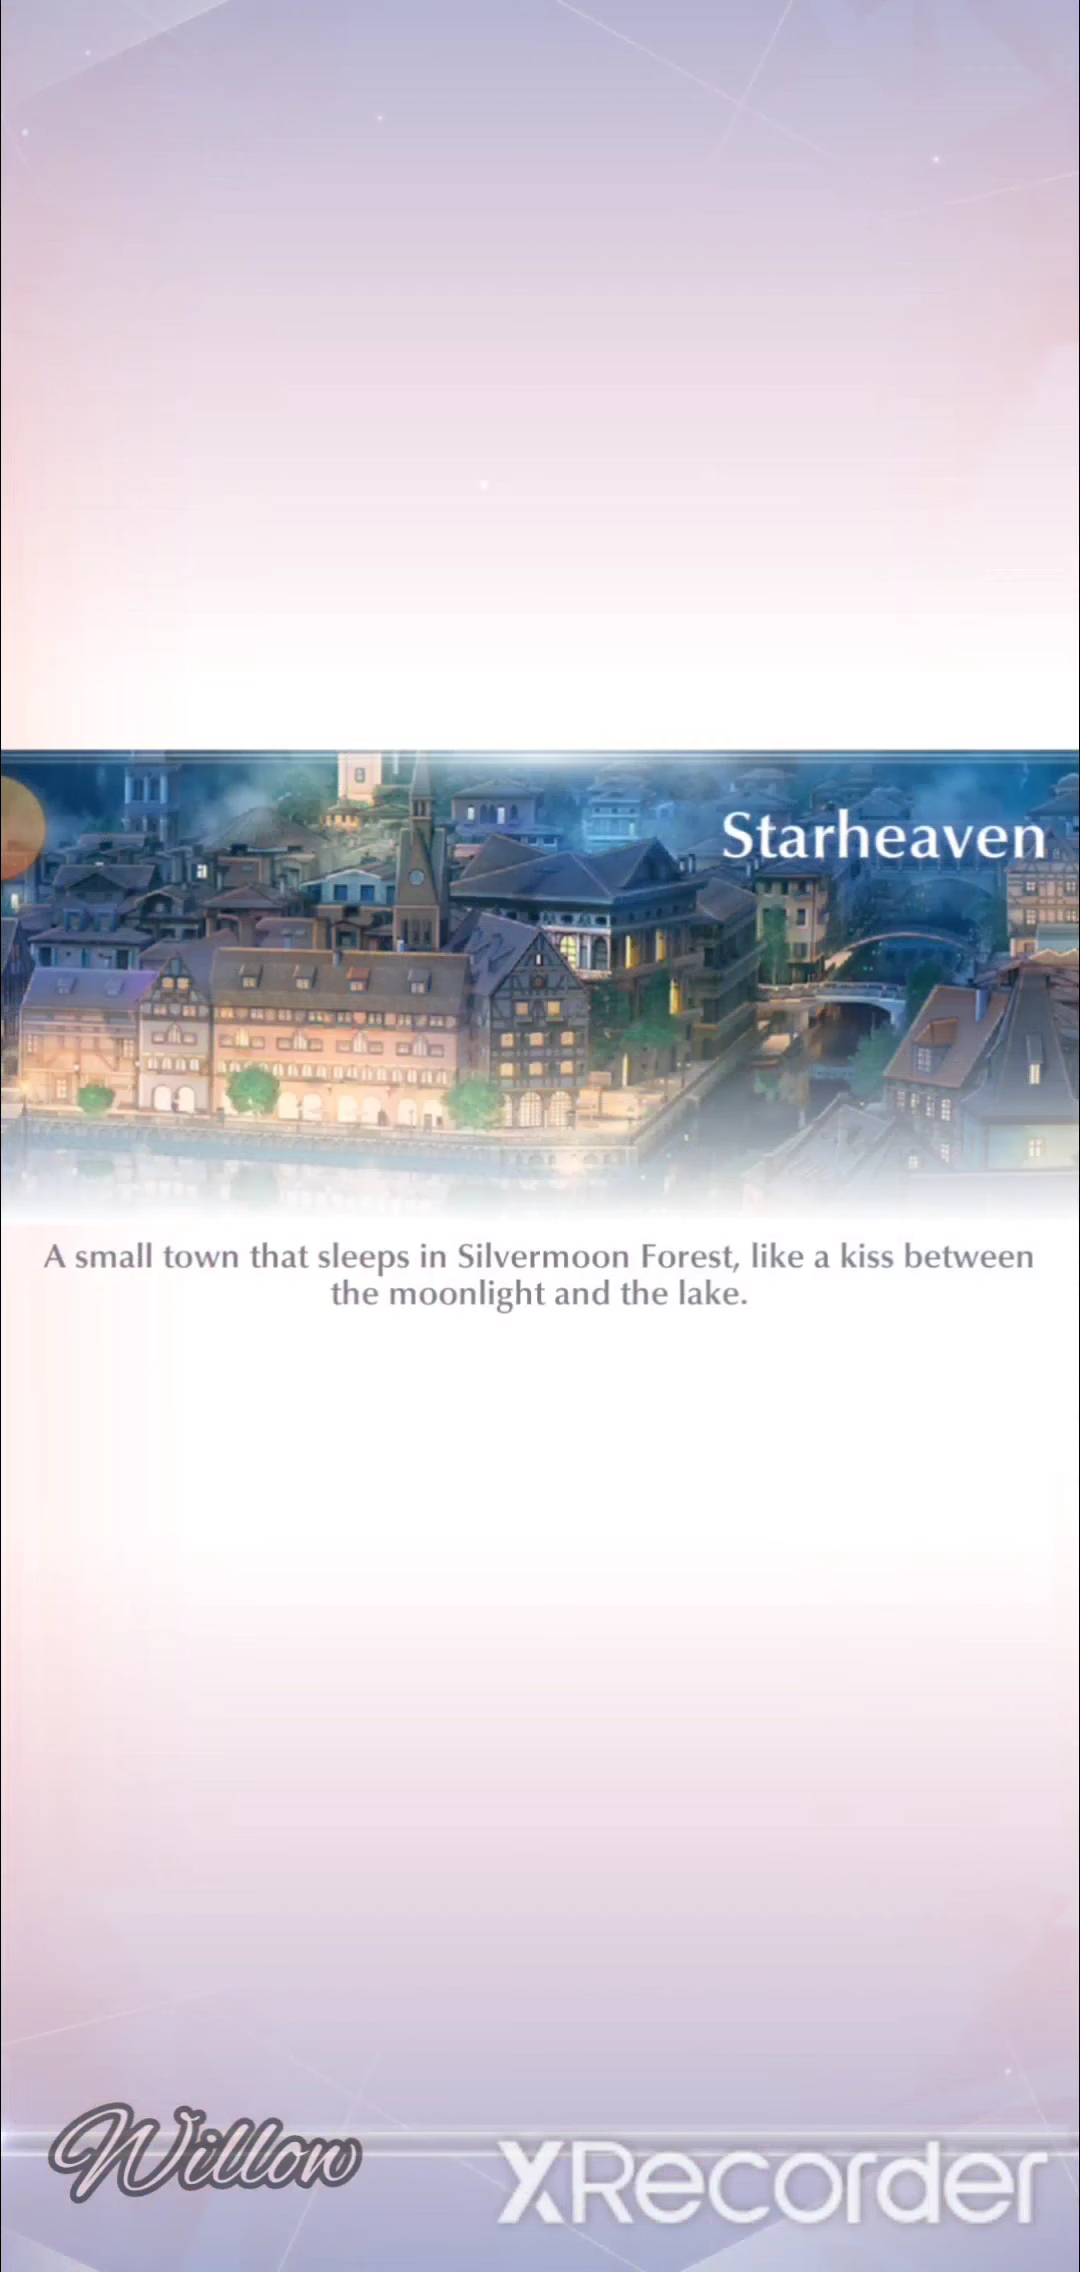 Starheaven
A small town that sleeps in Silvermoon Forest, like a kiss between
the moonlight and the lake.
Willow
XRecorder